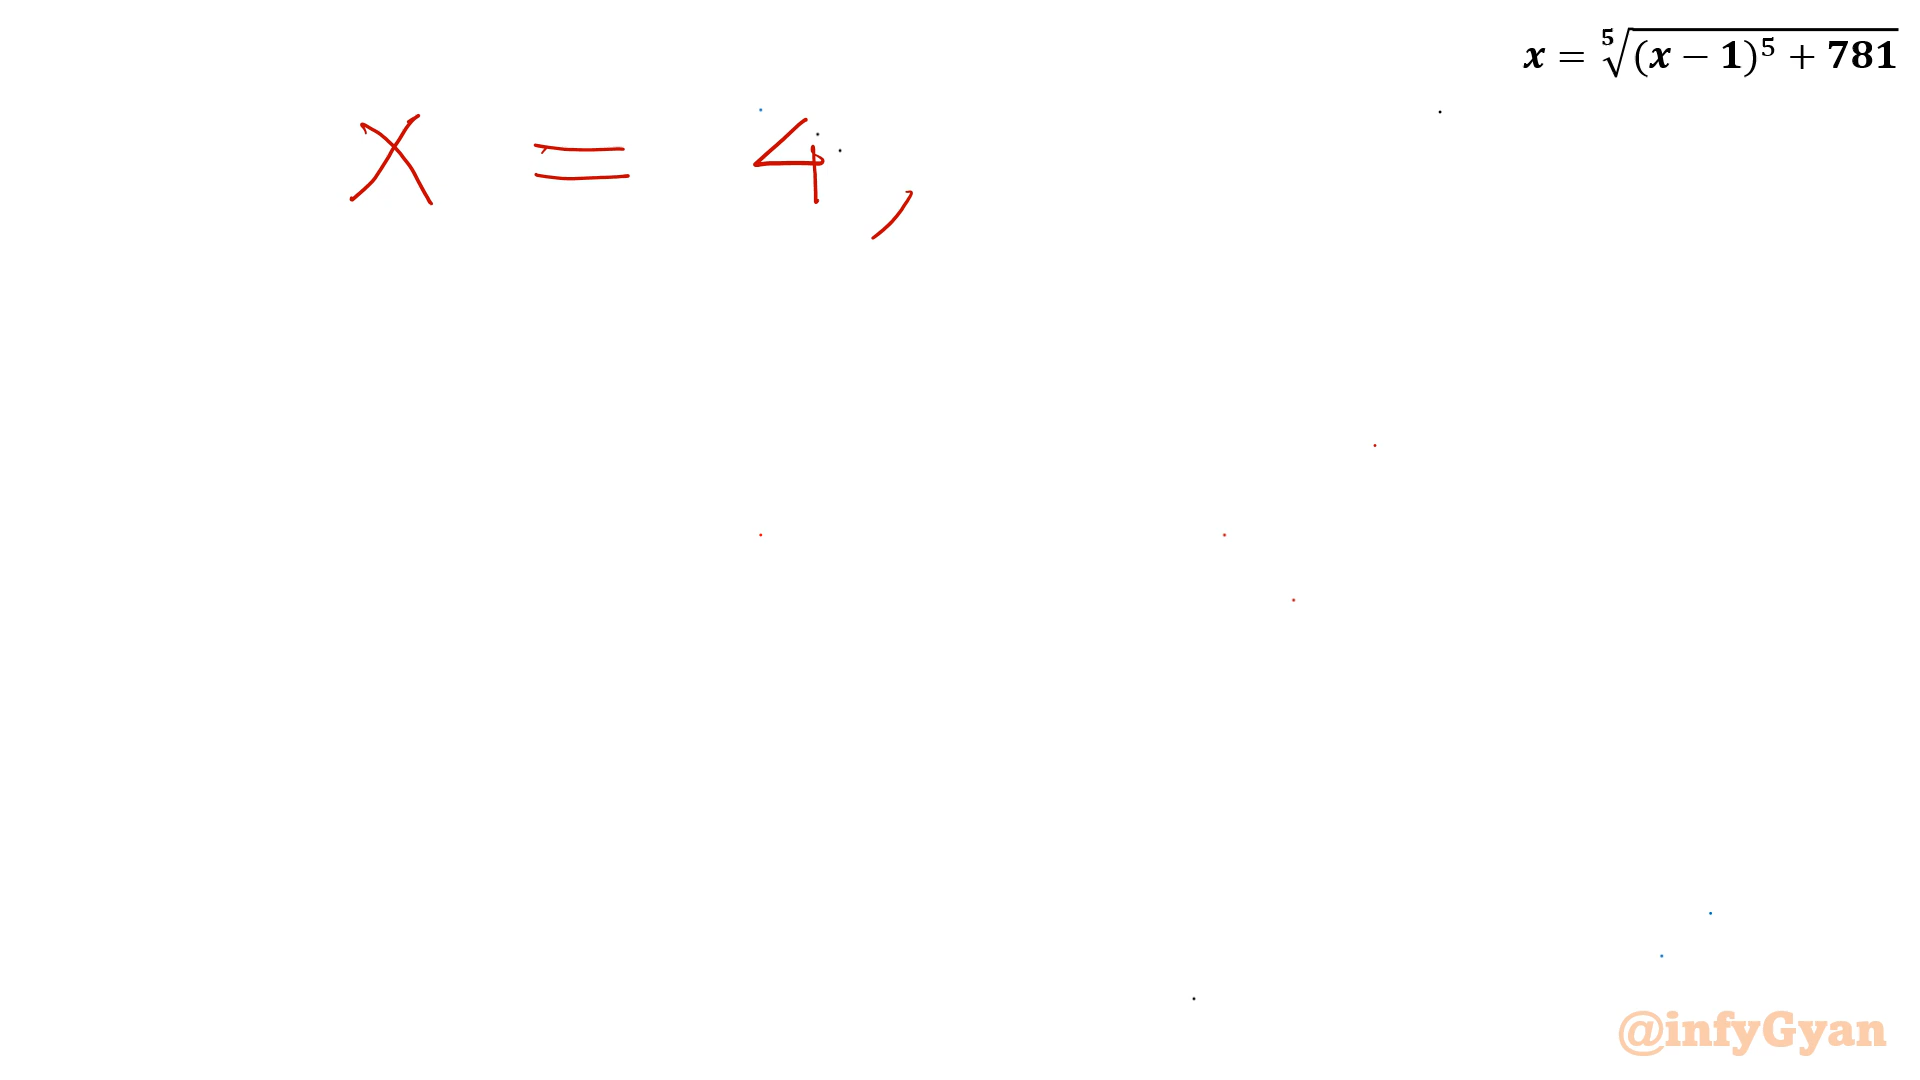 x = ⁵√(x − 1)⁵ + 781
x = 4 ,
@infyGyan